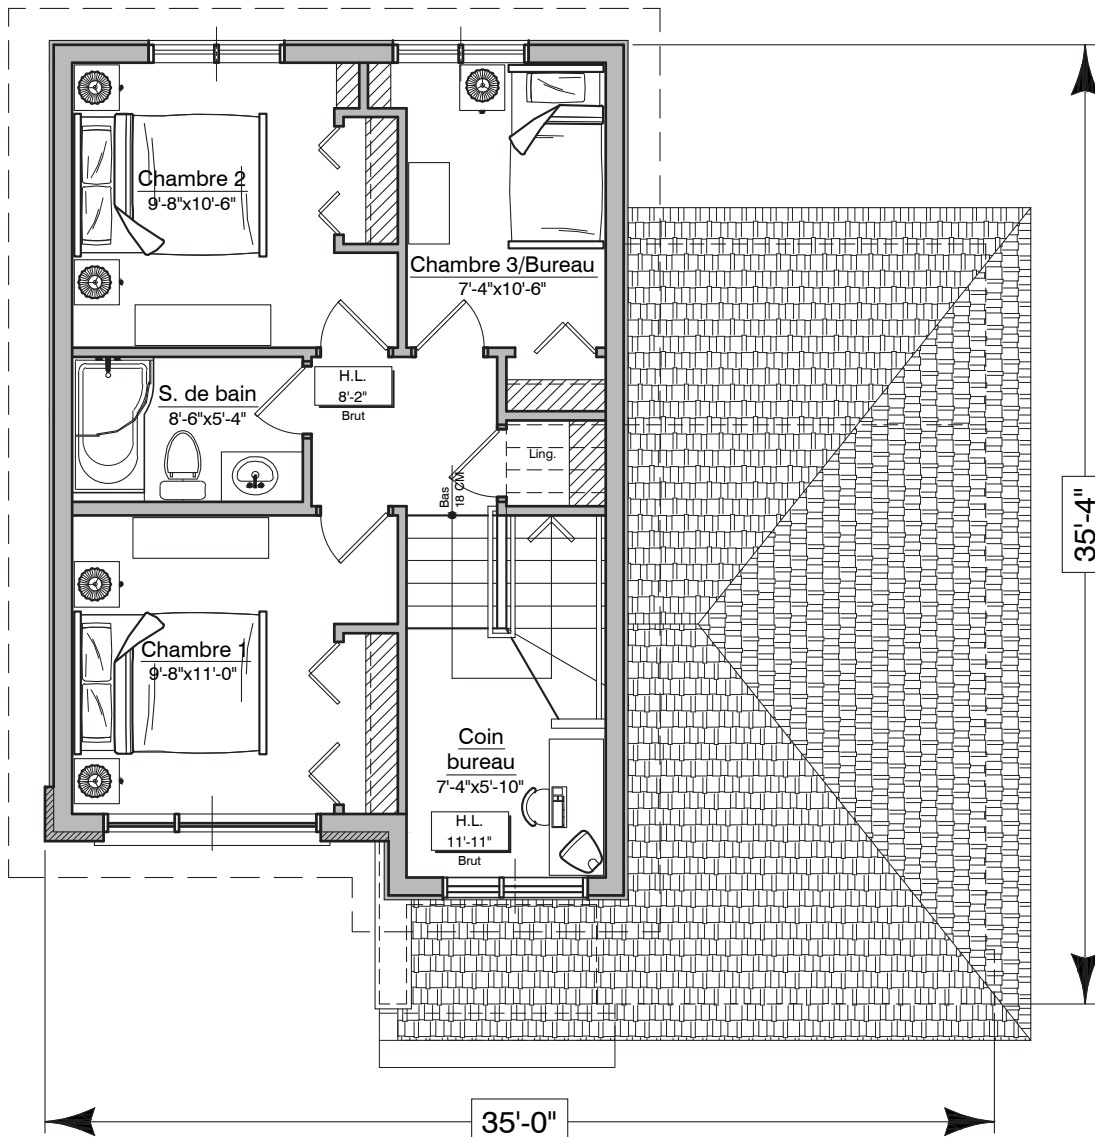 Chambre 2
9'-8"x10'-6"
Chambre 3/Bureau
7'-4"x10'-6"
S. de bain
8'-6"x5'-4"
H.L.
8'-2"
Brut
Ling.
Bas
18 CM
35'-4"
Chambre 1
9'-8"x11'-0"
Coin
bureau
7'-4"x5'-10"
H.L.
11'-11"
Brut
35'-0"